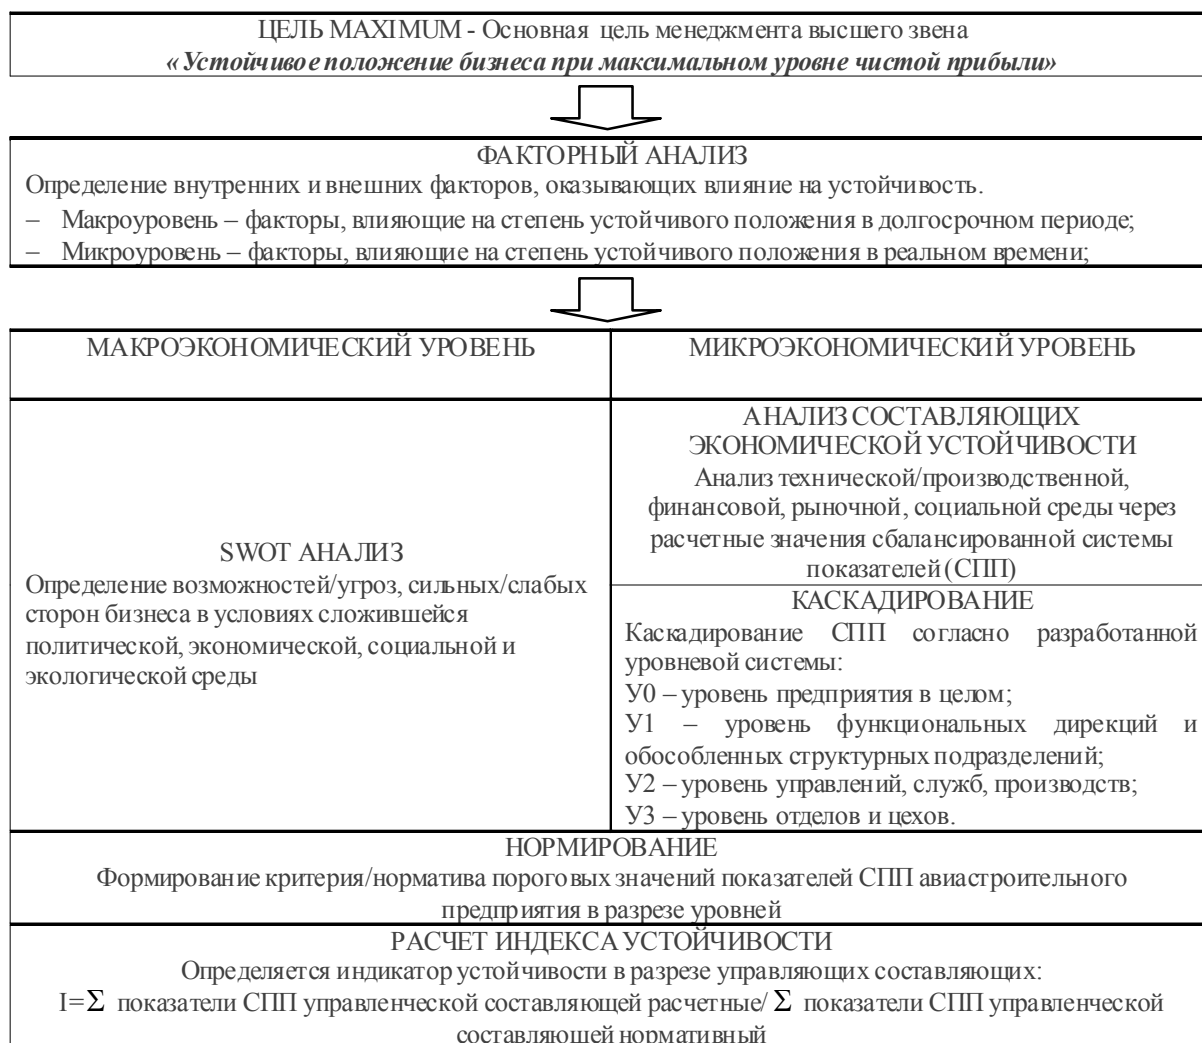 ЦЕЛЬ MAXIMUM - Основная цель менеджмента высшего звена
«Устойчивое положение бизнеса при максимальном уровне чистой прибыли»
ФАКТОРНЫЙ АНАЛИЗ
Определение внутренних и внешних факторов, оказывающих влияние на устойчивость.
– Макроуровень – факторы, влияющие на степень устойчивого положения в долгосрочном периоде;
– Микроуровень – факторы, влияющие на степень устойчивого положения в реальном времени;
МАКРОЭКОНОМИЧЕСКИЙ УРОВЕНЬ
SWOT АНАЛИЗ
Определение возможностей/угроз, сильных/слабых
сторон бизнеса в условиях сложившейся
политической, экономической, социальной и
экологической среды
МИКРОЭКОНОМИЧЕСКИЙ УРОВЕНЬ
АНАЛИЗ СОСТАВЛЯЮЩИХ
ЭКОНОМИЧЕСКОЙ УСТОЙЧИВОСТИ
Анализ технической/производственной,
финансовой, рыночной, социальной среды через
расчетные значения сбалансированной системы
показателей (СПП)
КАСКАДИРОВАНИЕ
Каскадирование СПП согласно разработанной
уровневой системы:
У0 – уровень предприятия в целом;
У1 – уровень функциональных дирекций и
обособленных структурных подразделений;
У2 – уровень управлений, служб, производств;
У3 – уровень отделов и цехов.
НОРМИРОВАНИЕ
Формирование критерия/норматива пороговых значений показателей СПП авиастроительного
предприятия в разрезе уровней
РАСЧЕТ ИНДЕКСА УСТОЙЧИВОСТИ
Определяется индикатор устойчивости в разрезе управляющих составляющих:
I=Σ показатели СПП управленческой составляющей расчетные/ Σ показатели СПП управленческой
составляющей нормативный